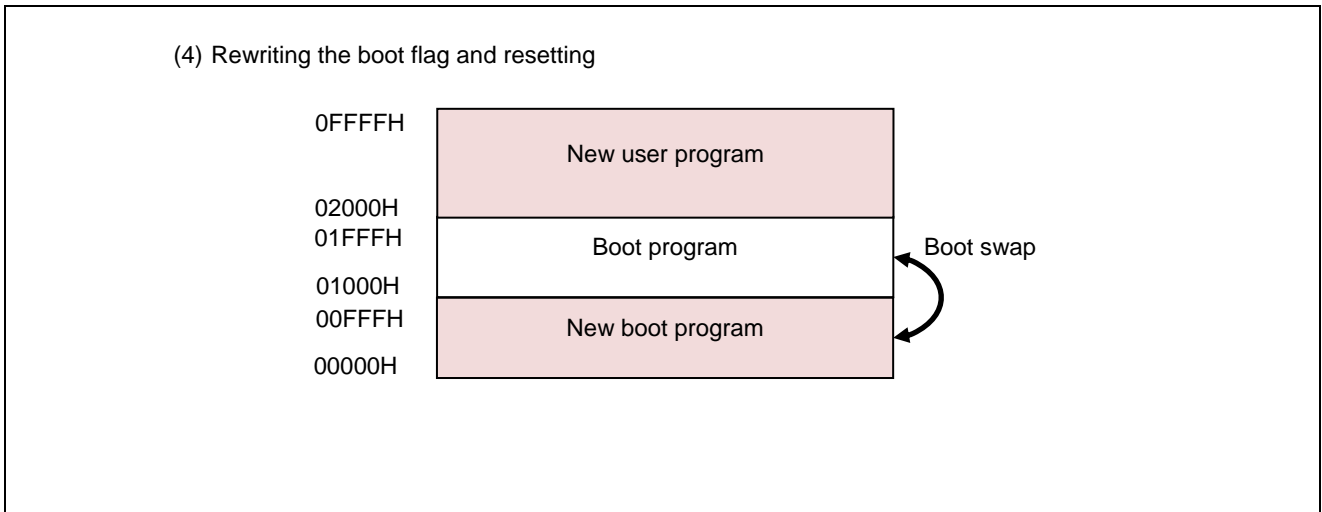 (4) Rewriting the boot flag and resetting
0FFFFH
New user program
02000H
01FFFH
Boot program
Boot swap
01000H
00FFFH
New boot program
00000H